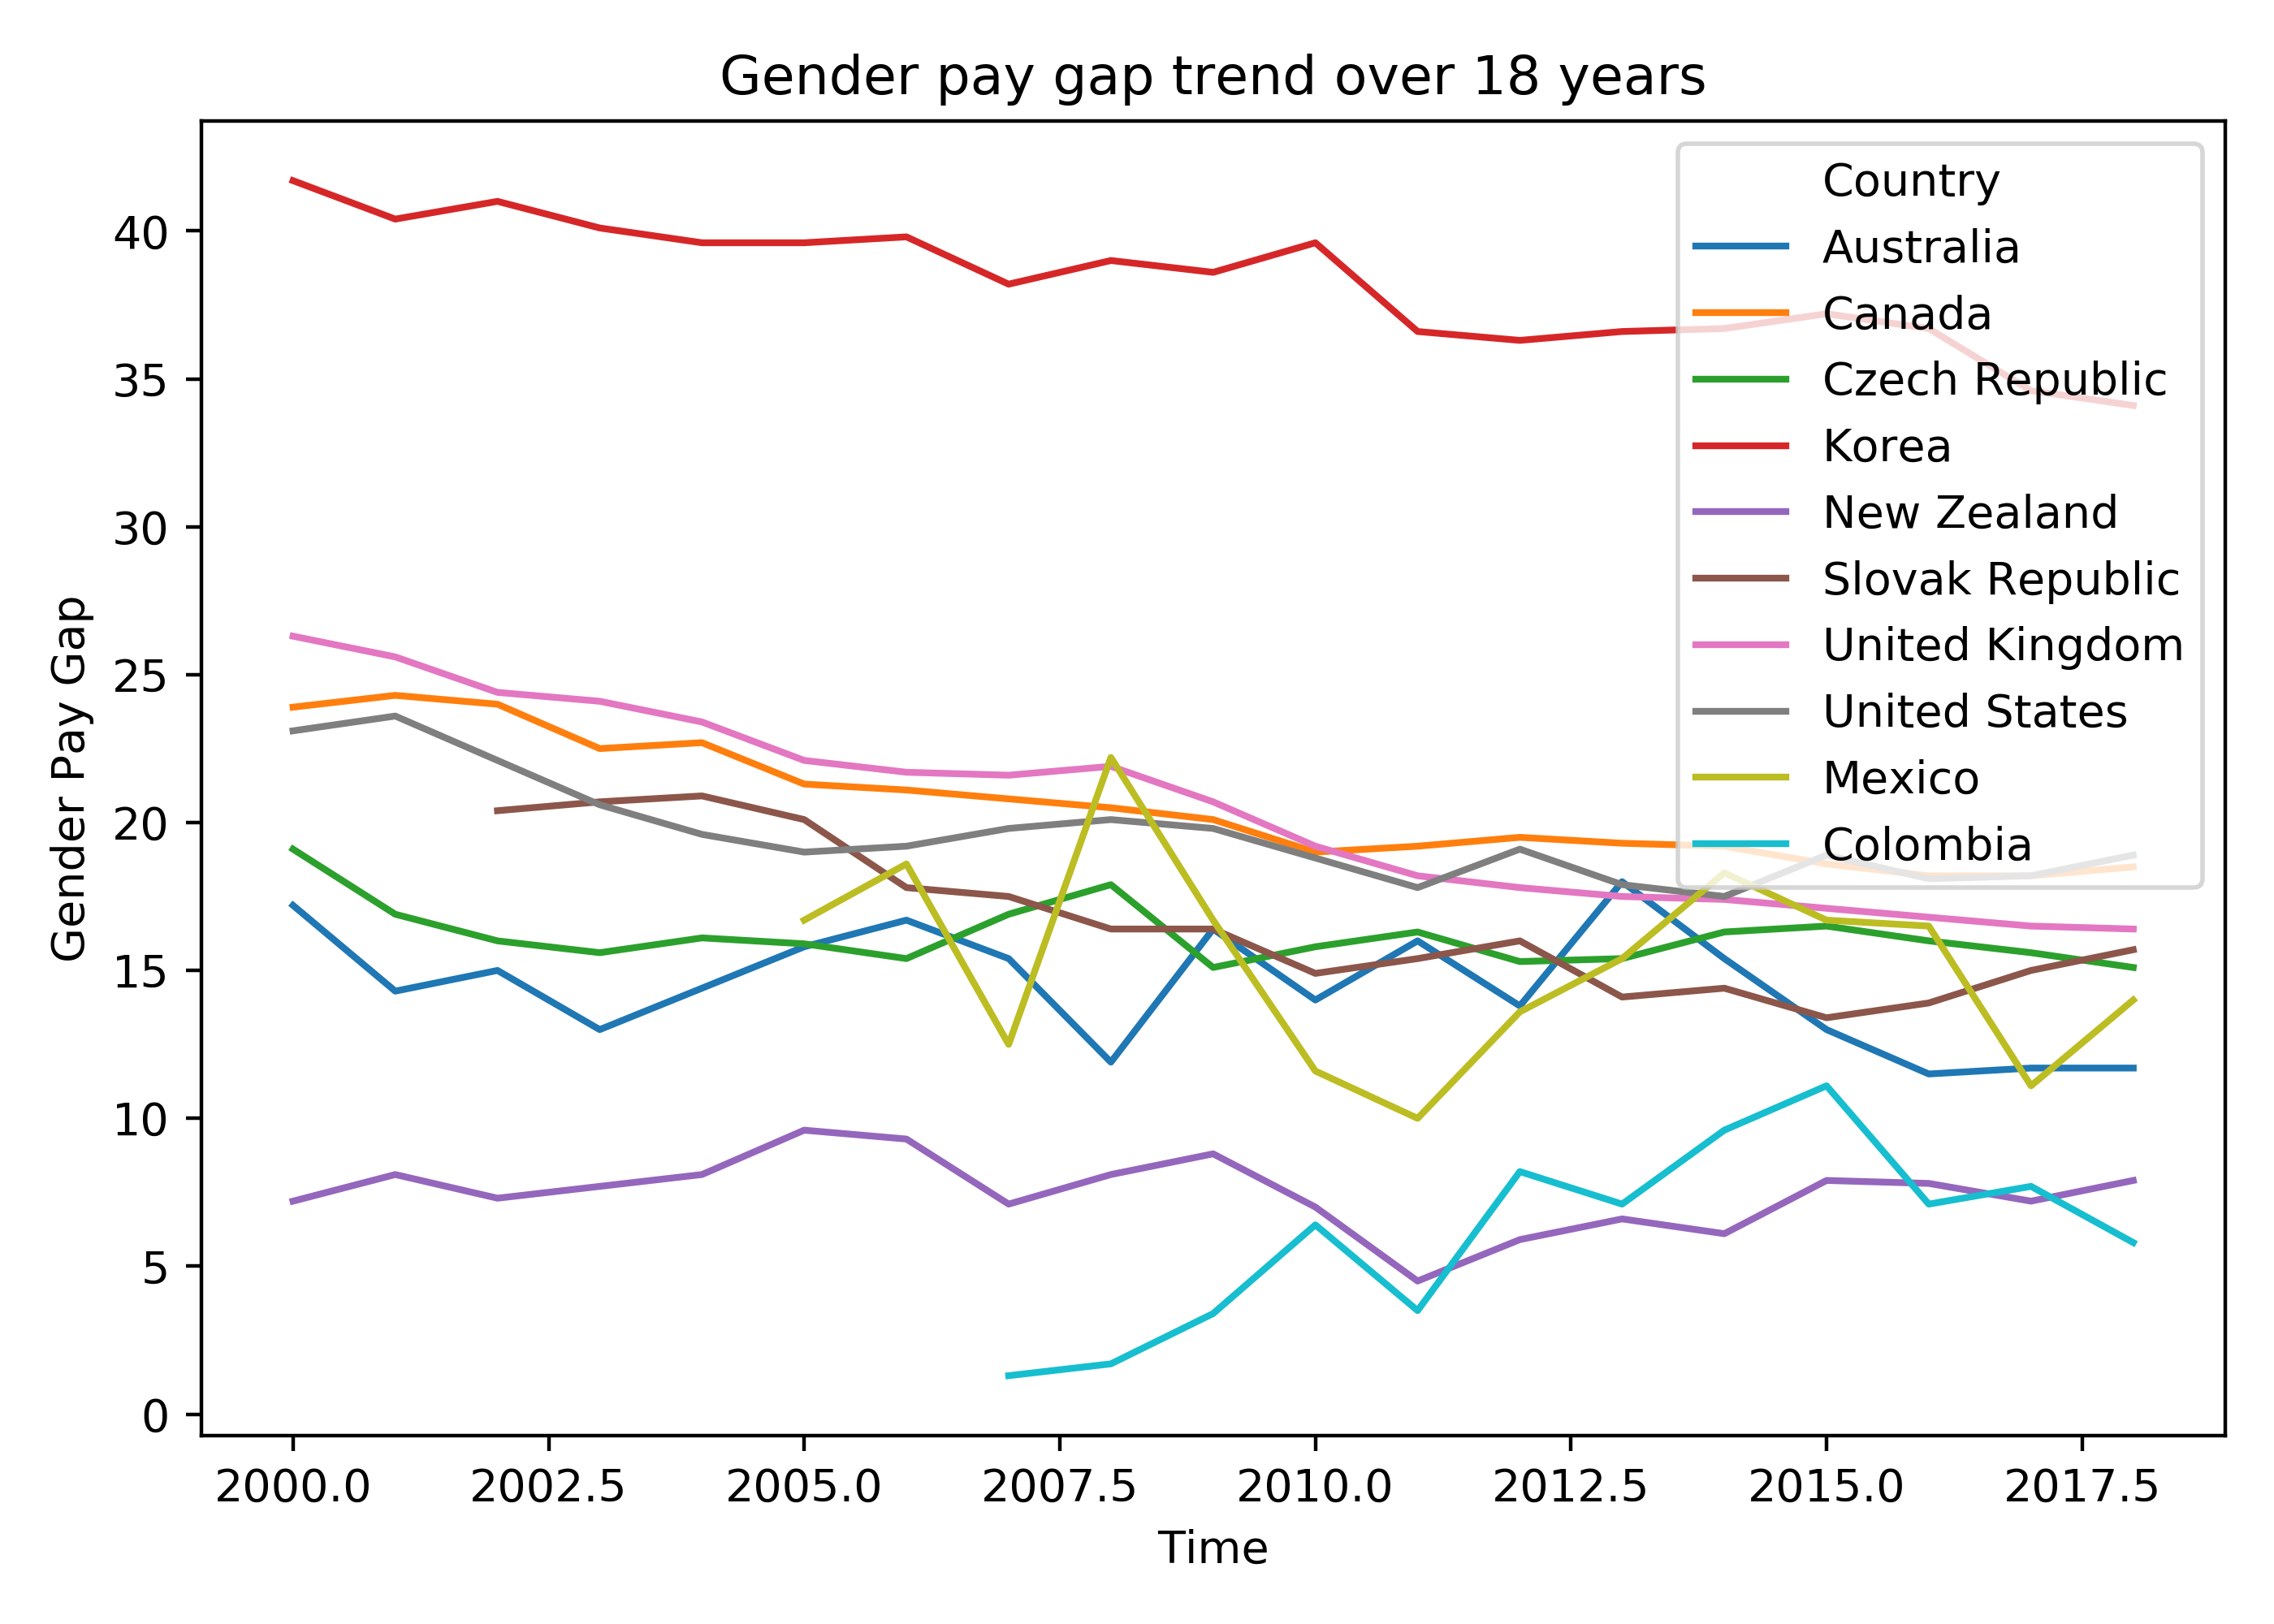 Gender pay gap trend over 18 years
Country
Australia
Canada
Czech Republic
Korea
New Zealand
Slovak Republic
United Kingdom
United States
Mexico
Colombia
Gender Pay Gap
40
35
30
25
20
15
10
5
0
2000.0 2002.5 2005.0 2007.5 2010.0 2012.5 2015.0 2017.5
Time